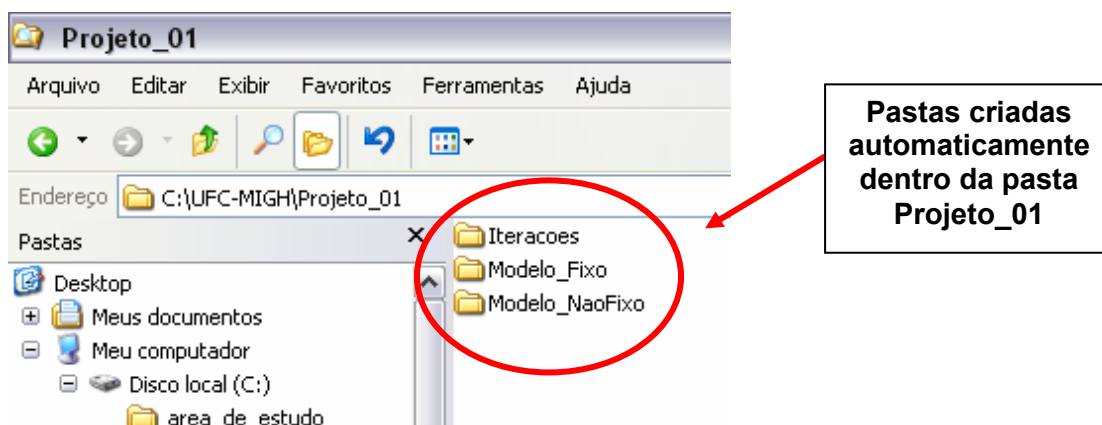 Projeto_01
Arquivo Editar Exibir Favoritos Ferramentas Ajuda
Endereço C:\UFC-MIGH\Projeto_01
Pastas
Iteracoes
Modelo_Fixo
Modelo_NaoFixo
Desktop
Meus documentos
Meu computador
Disco local (C:)
area_de_estudo
Pastas criadas
automaticamente
dentro da pasta
Projeto_01